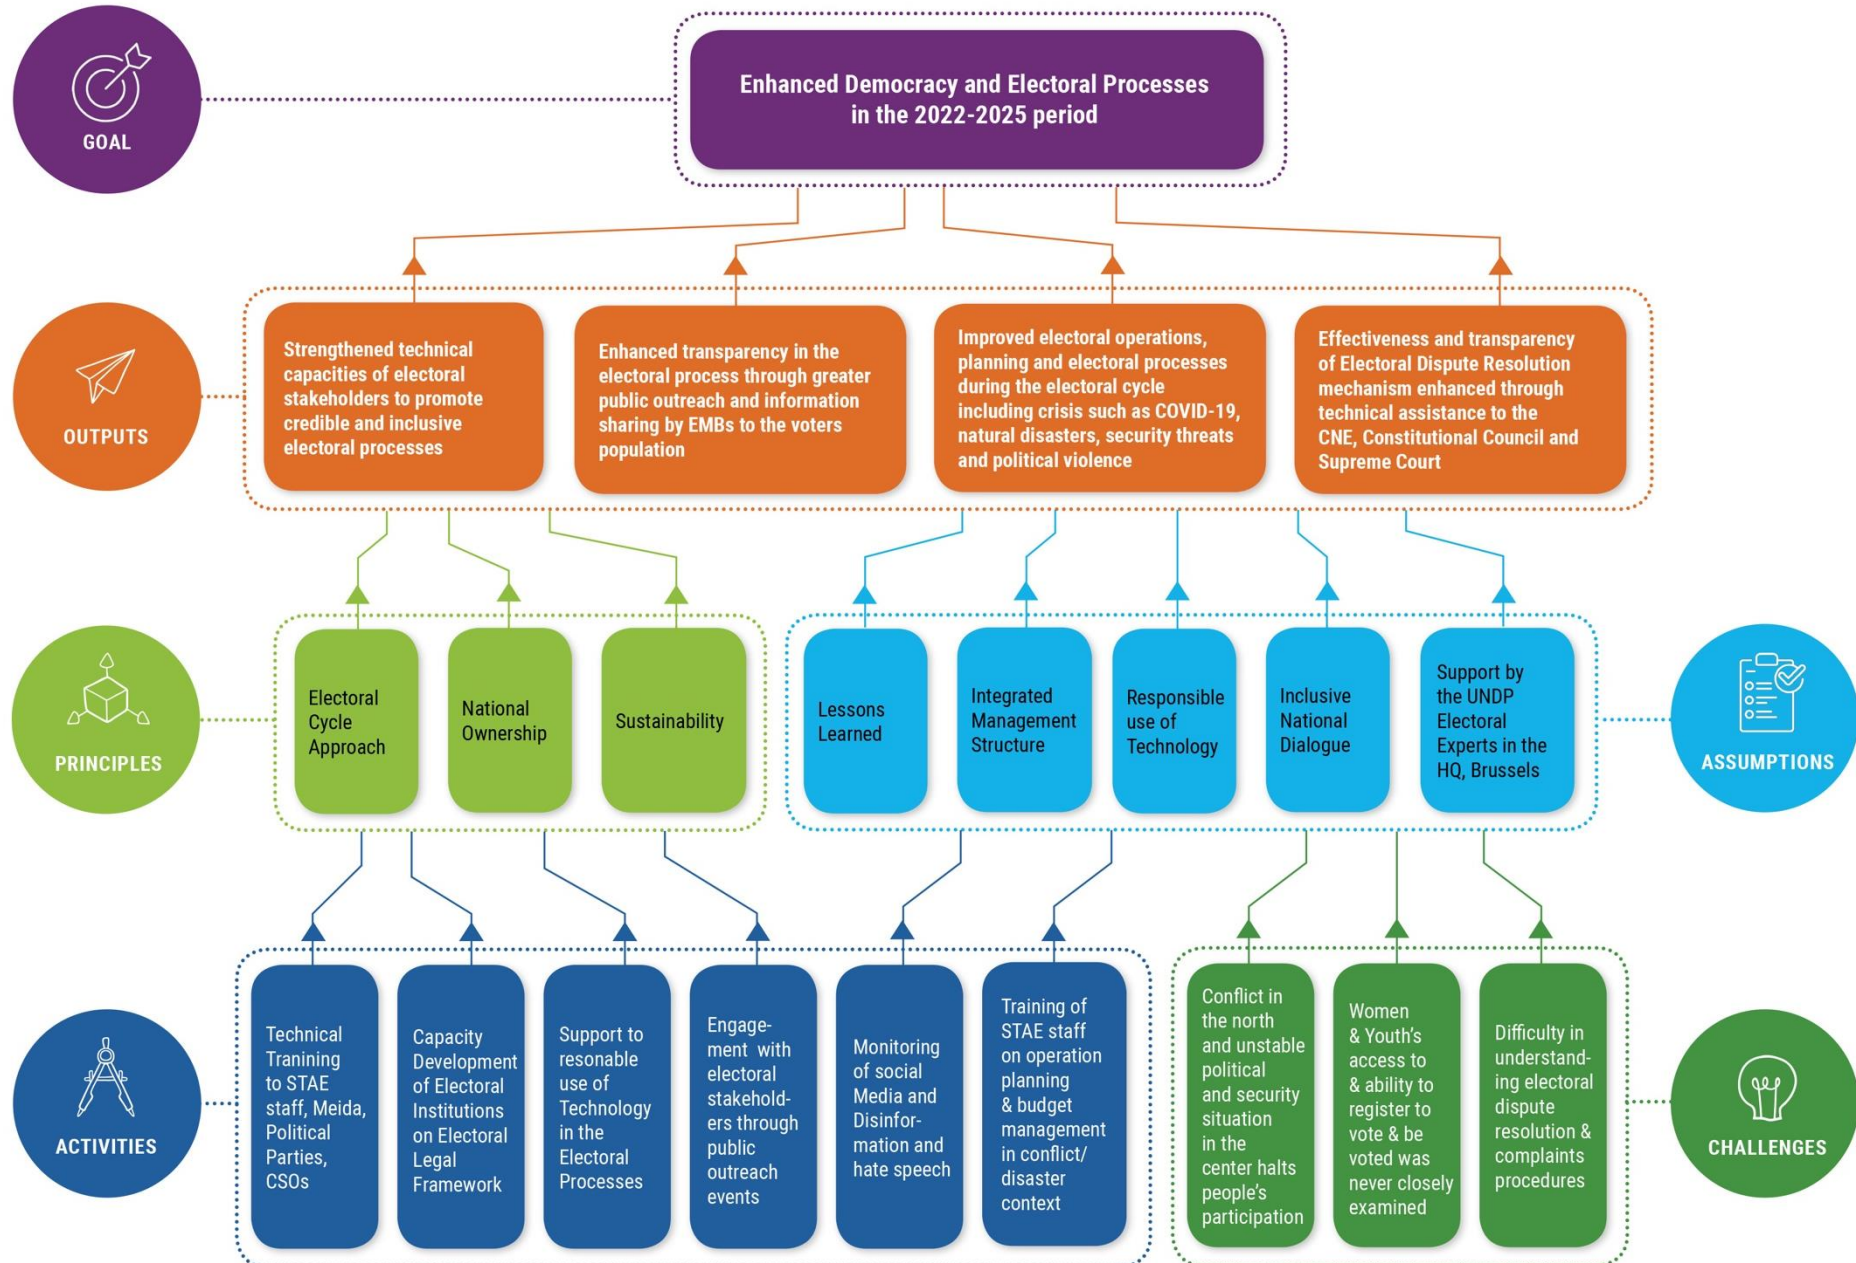 GOAL
Enhanced Democracy and Electoral Processes
in the 2022-2025 period
OUTPUTS
Strengthened technical
capacities of electoral
stakeholders to promote
credible and inclusive
electoral processes
Enhanced transparency in the
electoral process through greater
public outreach and information
sharing by EMBs to the voters
population
Improved electoral operations,
planning and electoral processes
during the electoral cycle
including crisis such as COVID-19,
natural disasters, security threats
and political violence
Effectiveness and transparency
of Electoral Dispute Resolution
mechanism enhanced through
technical assistance to the
CNE, Constitutional Council and
Supreme Court
PRINCIPLES
Electoral
Cycle
Approach
National
Ownership
Sustainability
Lessons
Learned
Integrated
Management
Structure
Responsible
use of
Technology
Inclusive
National
Dialogue
Support by
the UNDP
Electoral
Experts in the
HQ, Brussels
ASSUMPTIONS
ACTIVITIES
Technical
Tranining
to STAE
staff, Meida,
Political
Parties,
CSOs
Capacity
Development
of Electoral
Institutions
on Electoral
Legal
Framework
Support to
resonable
use of
Technology
in the
Electoral
Processes
Engage-
ment with
electoral
stakehold-
ers through
public
outreach
events
Monitoring
of social
Media and
Disinfor-
mation and
hate speech
Training of
STAE staff
on operation
planning
& budget
management
in conflict/
disaster
context
Conflict in
the north
and unstable
political
and security
situation
in the
center halts
people's
participation
Women
& Youth's
access to
& ability to
register to
vote & be
voted was
never closely
examined
Difficulty in
understand-
ing electoral
dispute
resolution &
complaints
procedures
CHALLENGES